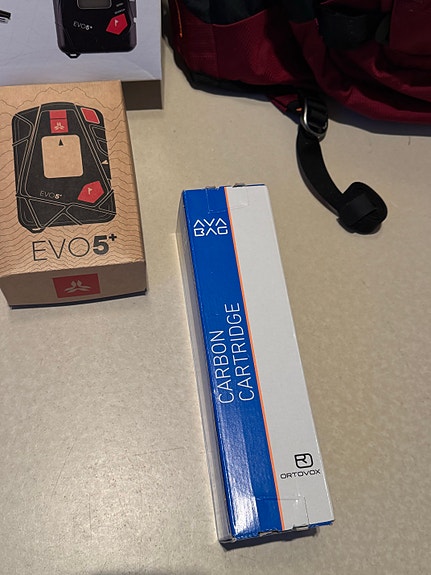 EVO5+
EVO5+
EVO5+
AVA
BAG
CARBON
CARTRIDGE
ORTOVOX